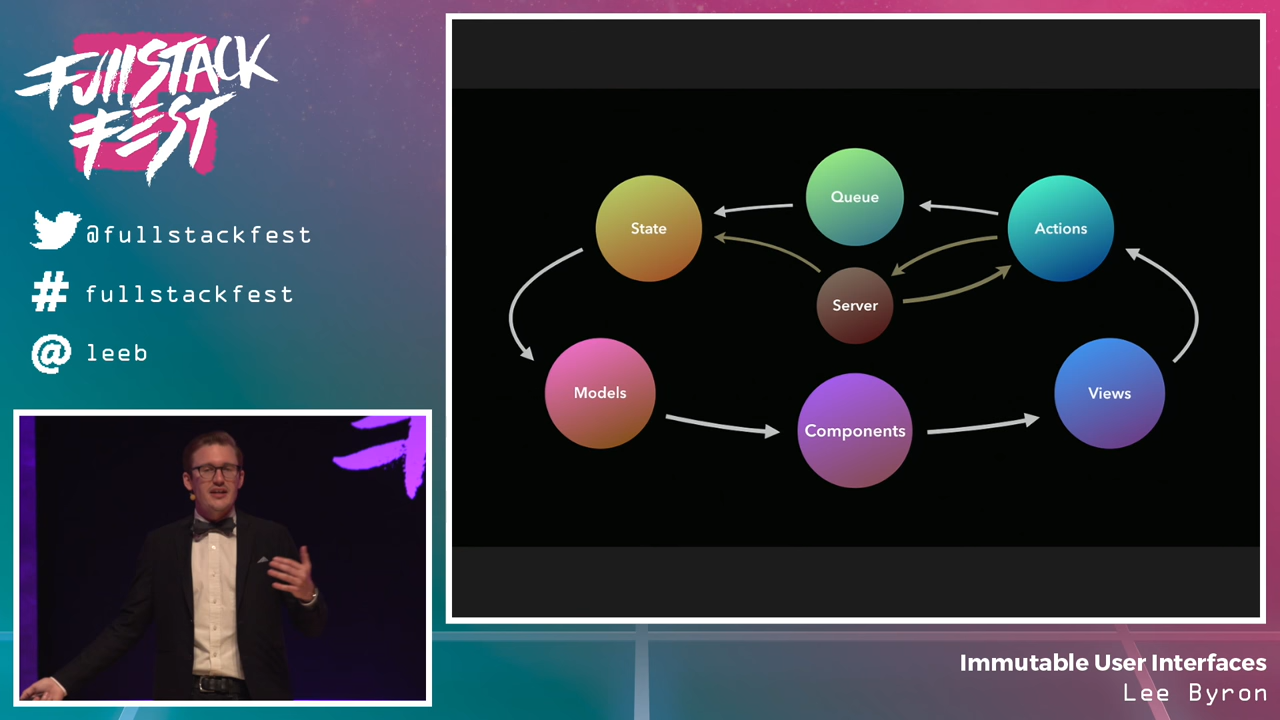 FullSTACK
FEST
@fullstackfest
# fullstackfest
@ leeb
Queue
State
Actions
Server
Models
Views
Components
Immutable User Interfaces
Lee Byron